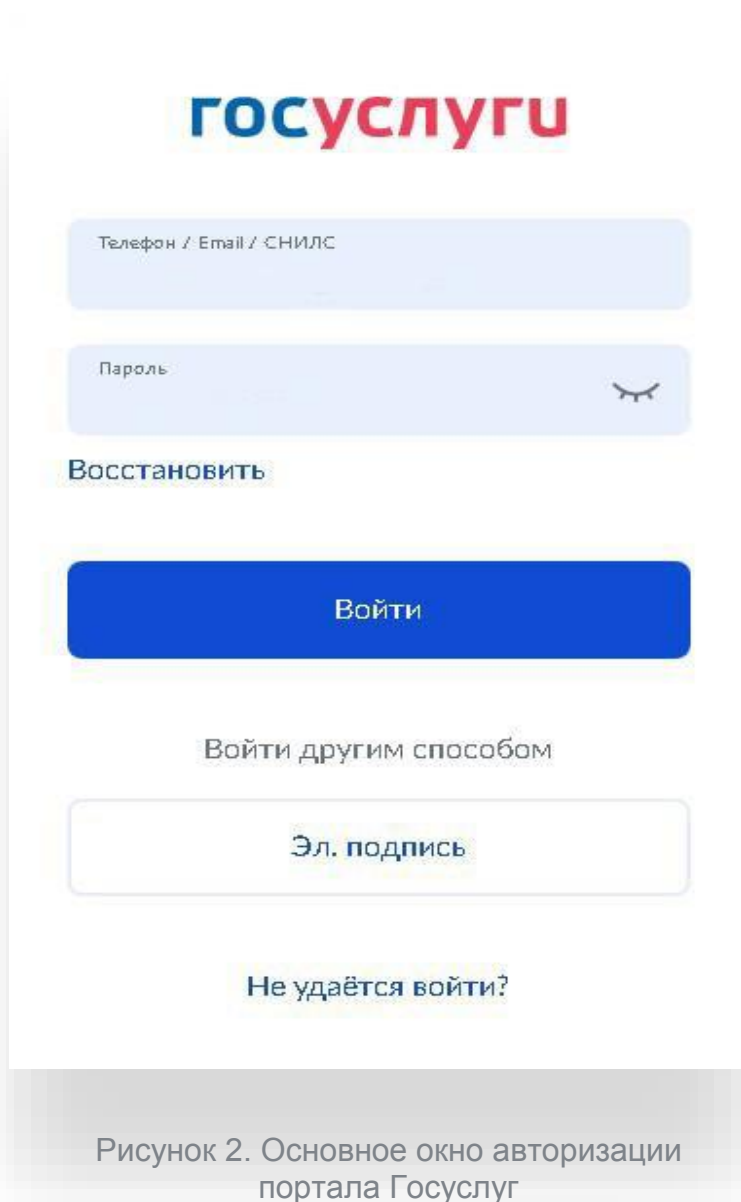 госуслуги
Телефон / Email / СНИЛС
Пароль
Восстановить
Войти
Войти другим способом
Эл. подпись
Не удаётся войти?
Рисунок 2. Основное окно авторизации
портала Госуслуг